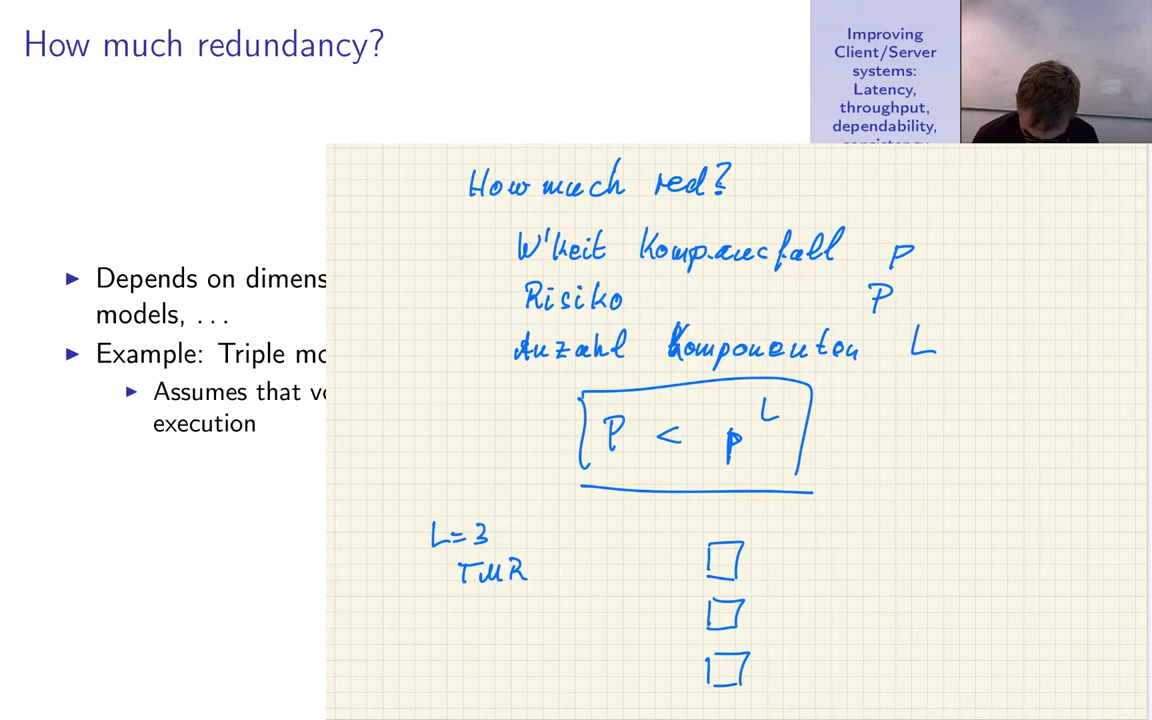 How much redundancy?
Improving
Client/Server
systems:
Latency,
throughput,
dependability,
consistency
▶ Depends on dimens
models, ...
▶ Example: Triple mo
▶ Assumes that vo
execution
How much red?
W'keit Komp.ausfall p
Risiko P
Anzahl Komponenten L
P < p^L
L=3
TMR